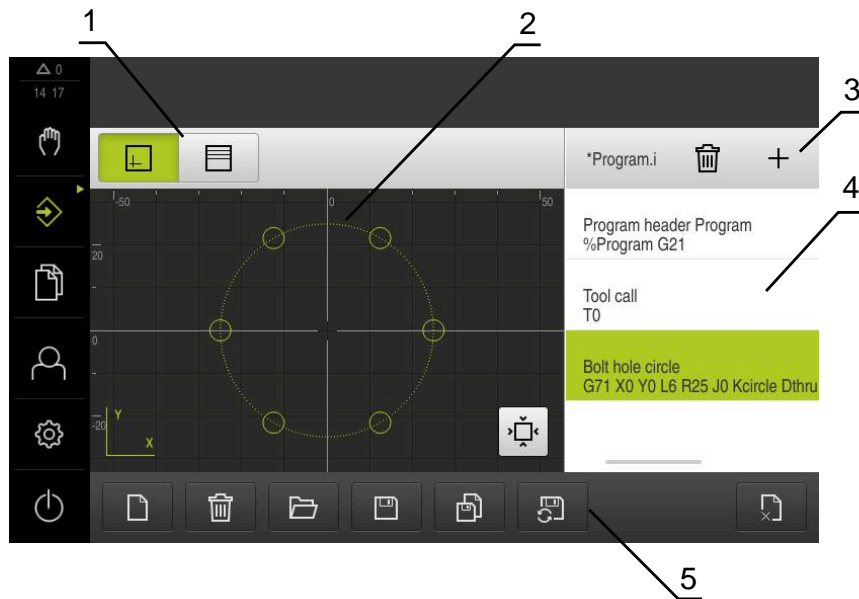 1
2
0
14 17
3
*Program.i
4
-50
0
50
Program header Program
%Program G21
20
Tool call
T0
0
Bolt hole circle
G71 X0 Y0 L6 R25 J0 Kcircle Dthru
-20
Y
X
5